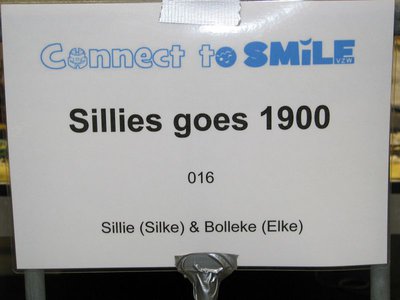 Connect to SMiLE
vzw
Sillies goes 1900
016
Sillie (Silke) & Bolleke (Elke)